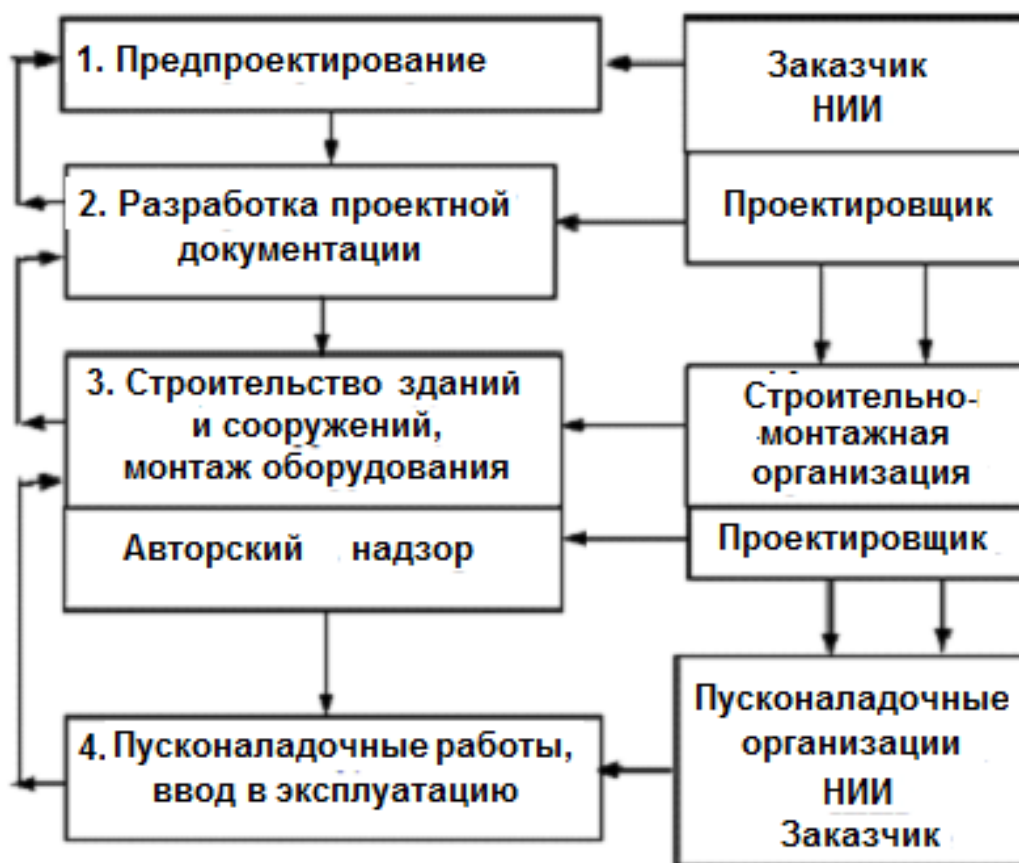 1. Предпроектирование
Заказчик
НИИ
2. Разработка проектной
документации
Проектировщик
3. Строительство зданий
и сооружений,
монтаж оборудования
Строительно-
монтажная
организация
Авторский надзор
Проектировщик
4. Пусконаладочные работы,
ввод в эксплуатацию
Пусконаладочные
организации
НИИ
Заказчик